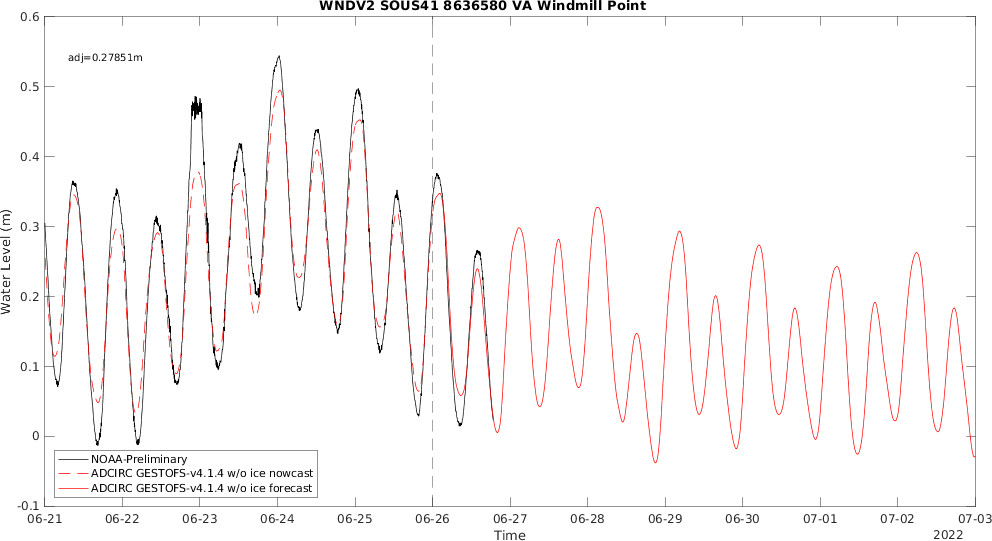 WNDV2 SOUS41 8636580 VA Windmill Point
adj=0.27851m
Water Level (m)
0.6
0.5
0.4
0.3
0.2
0.1
0
-0.1
NOAA-Preliminary
ADCIRC GESTOFS-v4.1.4 w/o ice nowcast
ADCIRC GESTOFS-v4.1.4 w/o ice forecast
06-21 06-22 06-23 06-24 06-25 06-26 06-27 06-28 06-29 06-30 07-01 07-02 07-03
Time
2022